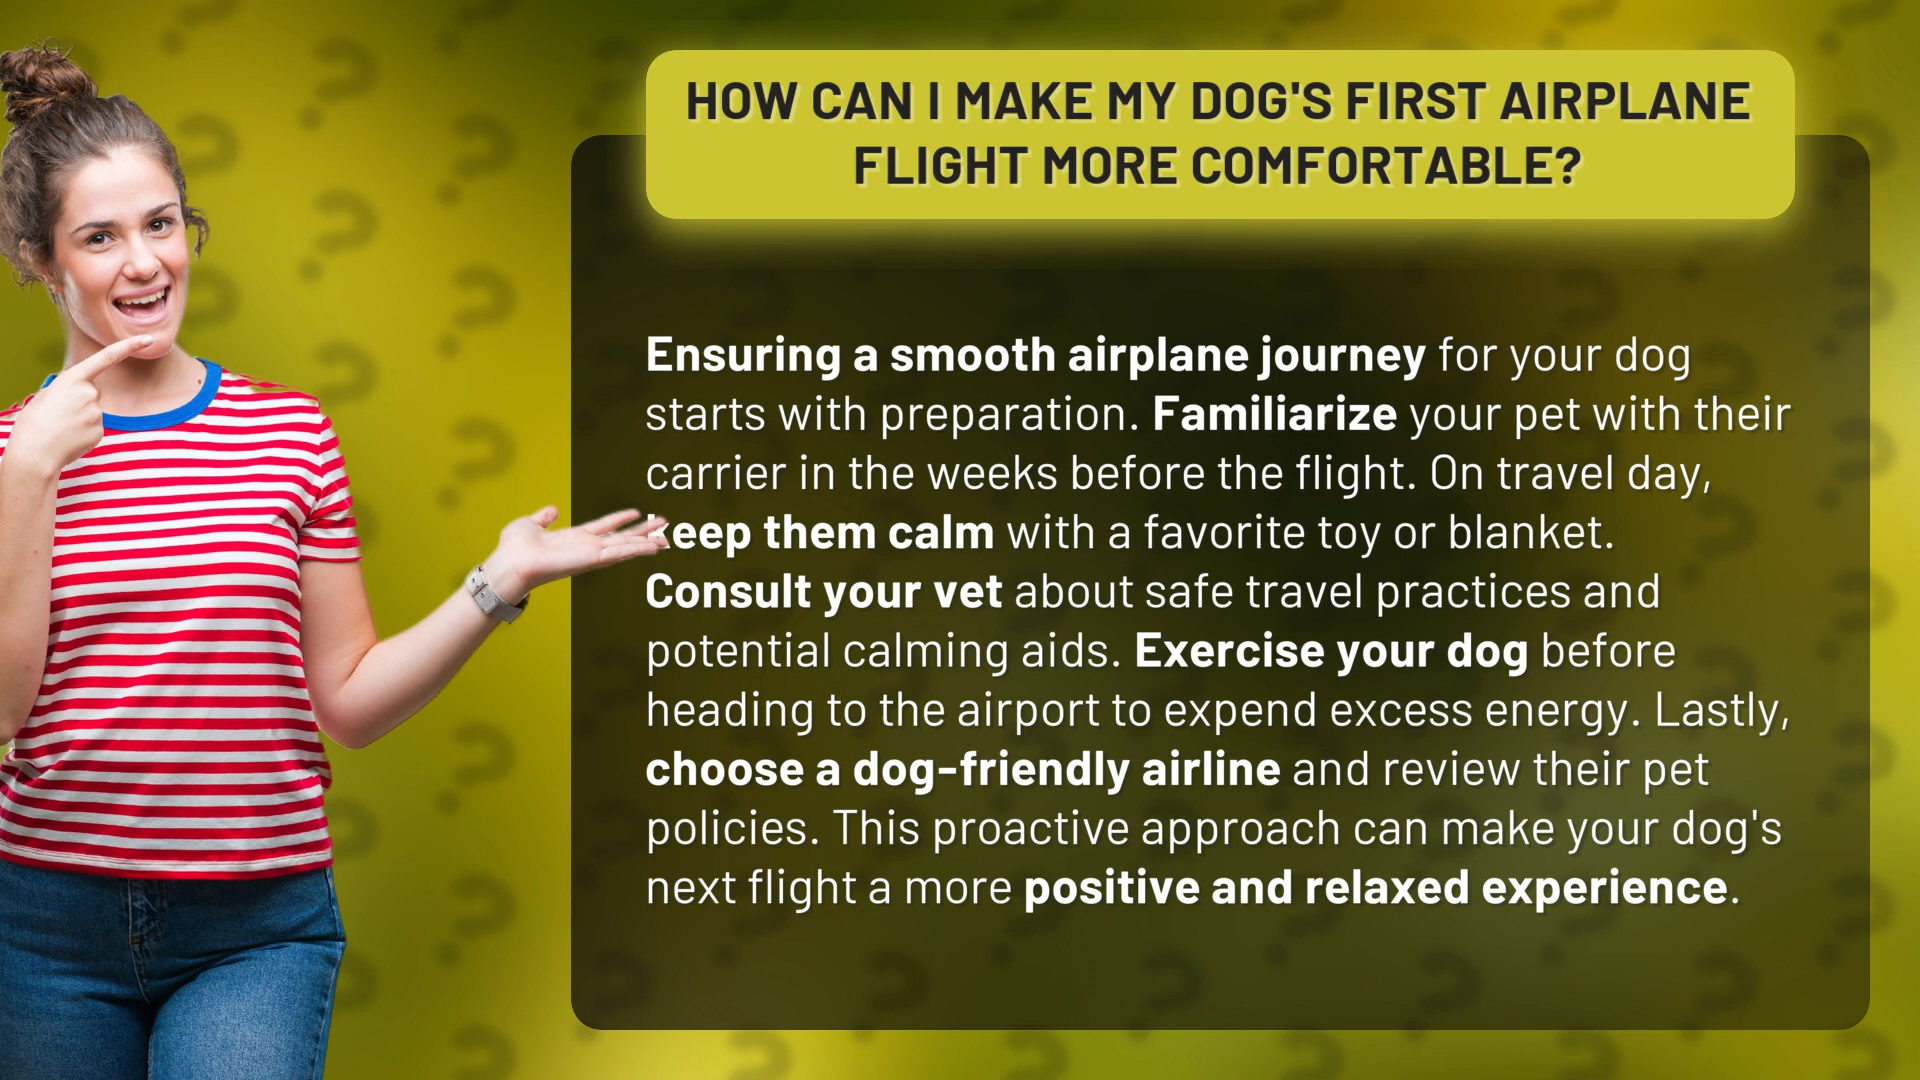 HOW CAN I MAKE MY DOG'S FIRST AIRPLANE
FLIGHT MORE COMFORTABLE?
Ensuring a smooth airplane journey for your dog
starts with preparation. Familiarize your pet with their
carrier in the weeks before the flight. On travel day,
keep them calm with a favorite toy or blanket.
Consult your vet about safe travel practices and
potential calming aids. Exercise your dog before
heading to the airport to expend excess energy. Lastly,
choose a dog-friendly airline and review their pet
policies. This proactive approach can make your dog's
next flight a more positive and relaxed experience.